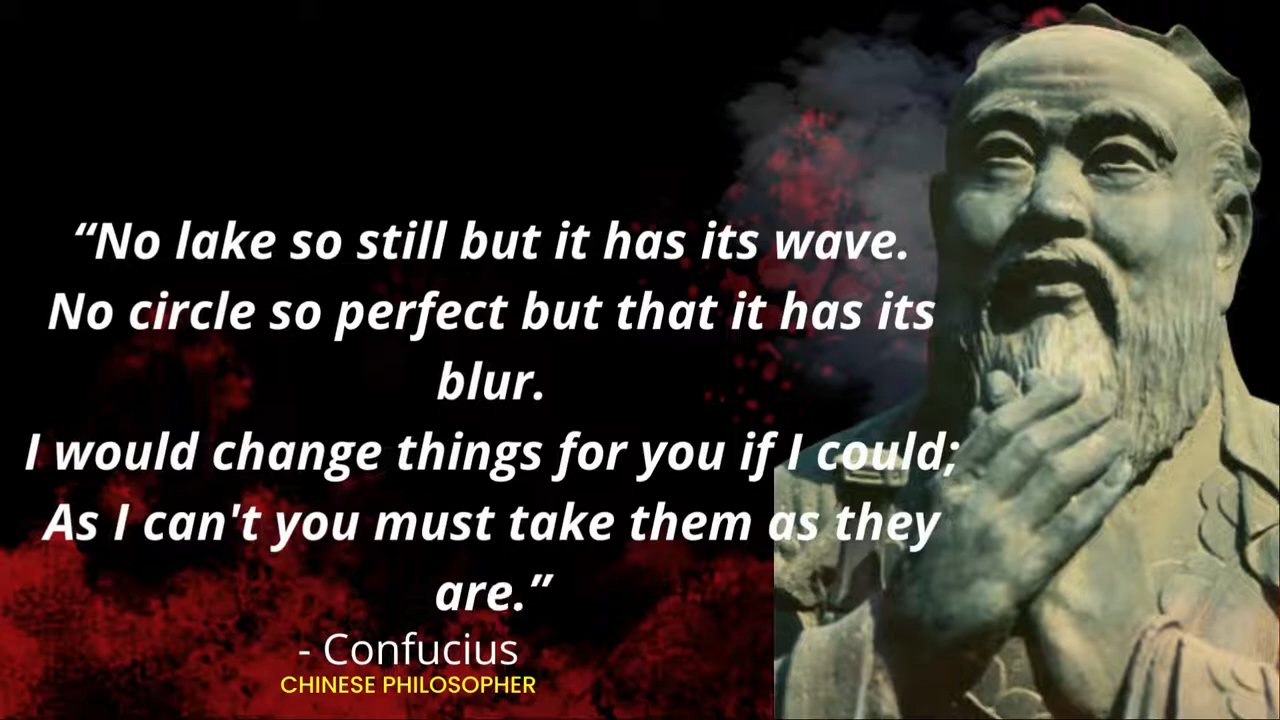 “No lake so still but it has its wave.
No circle so perfect but that it has its
blur.
I would change things for you if I could;
As I can't you must take them as they
are.”
- Confucius
CHINESE PHILOSOPHER